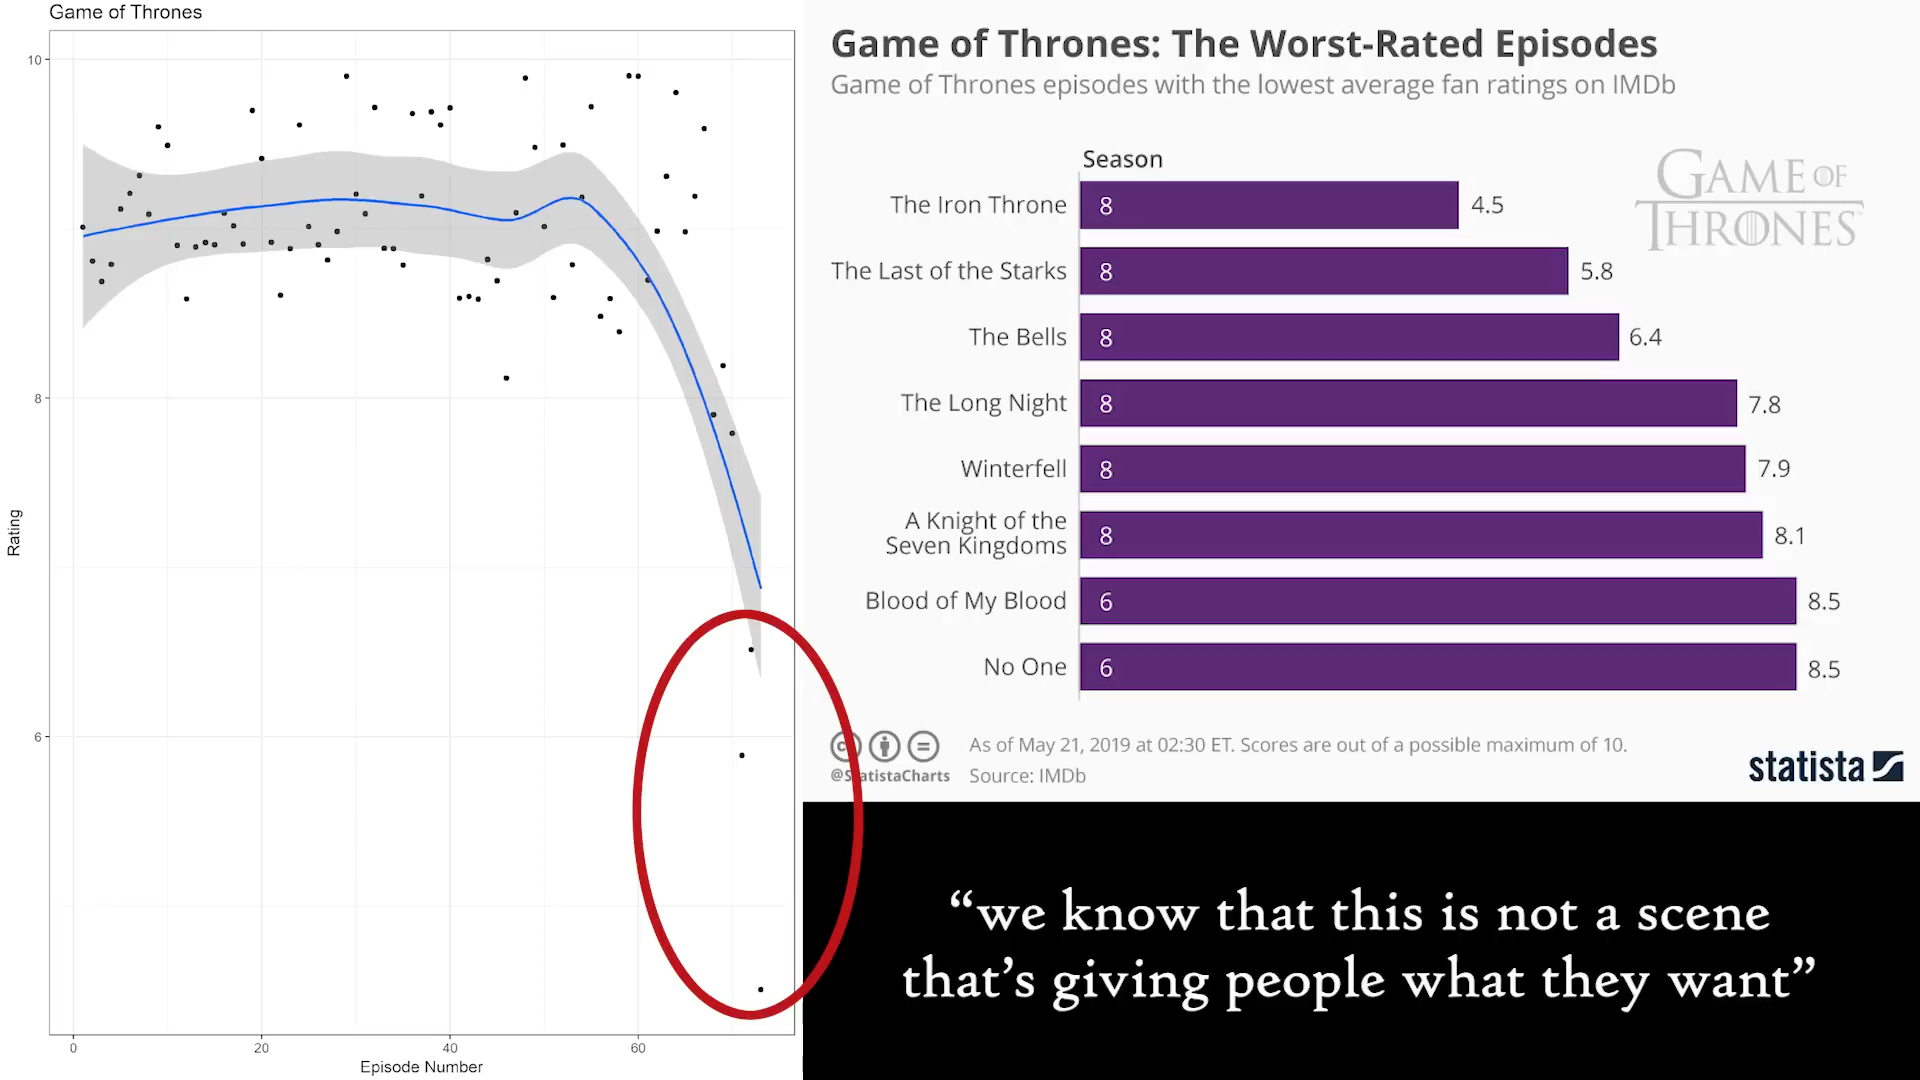 Game of Thrones
10
8
6
Rating
0 20 40 60
Episode Number
Game of Thrones: The Worst-Rated Episodes
Game of Thrones episodes with the lowest average fan ratings on IMDb
GAME OF
THRONES
Season
The Iron Throne 8 4.5
The Last of the Starks 8 5.8
The Bells 8 6.4
The Long Night 8 7.8
Winterfell 8 7.9
A Knight of the
Seven Kingdoms 8 8.1
Blood of My Blood 6 8.5
No One 6 8.5
As of May 21, 2019 at 02:30 ET. Scores are out of a possible maximum of 10.
@StatistaCharts Source: IMDb
statista
“we know that this is not a scene
that’s giving people what they want”